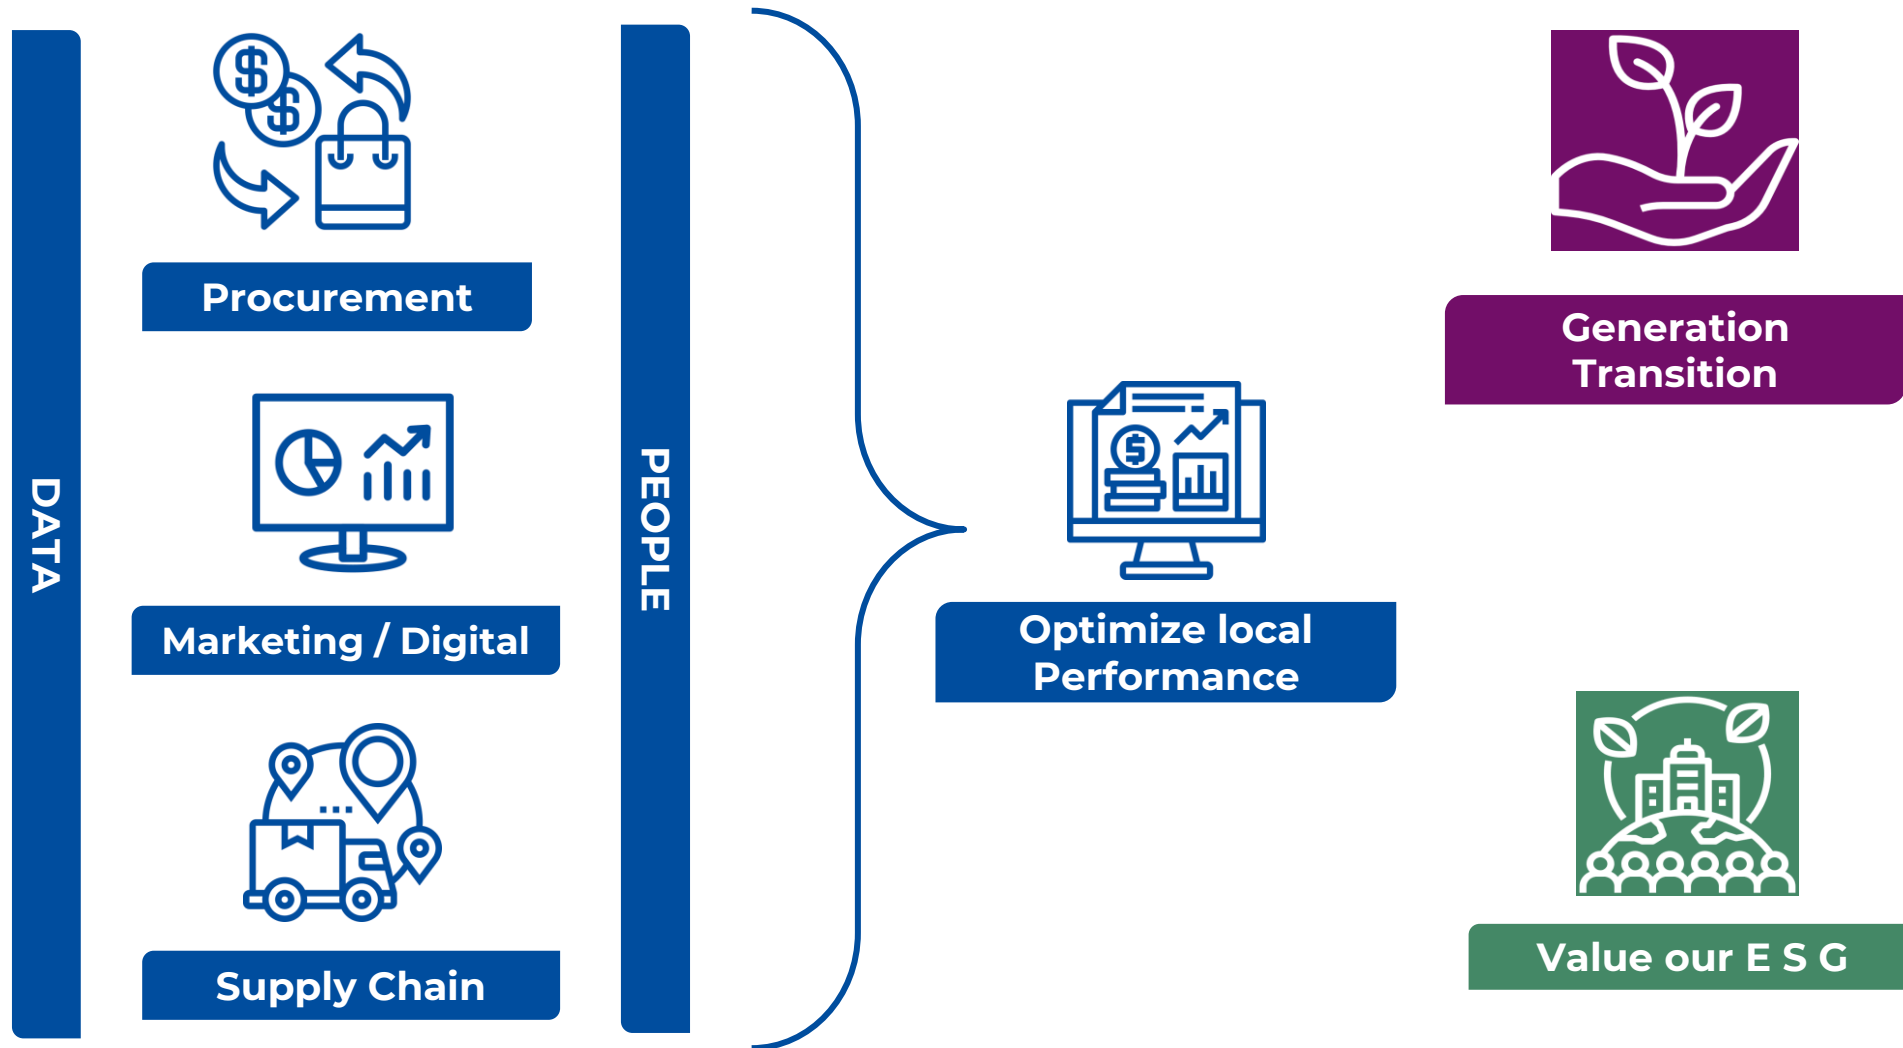 DATA
Procurement
Marketing / Digital
Supply Chain
PEOPLE
Optimize local
Performance
Generation
Transition
Value our E S G